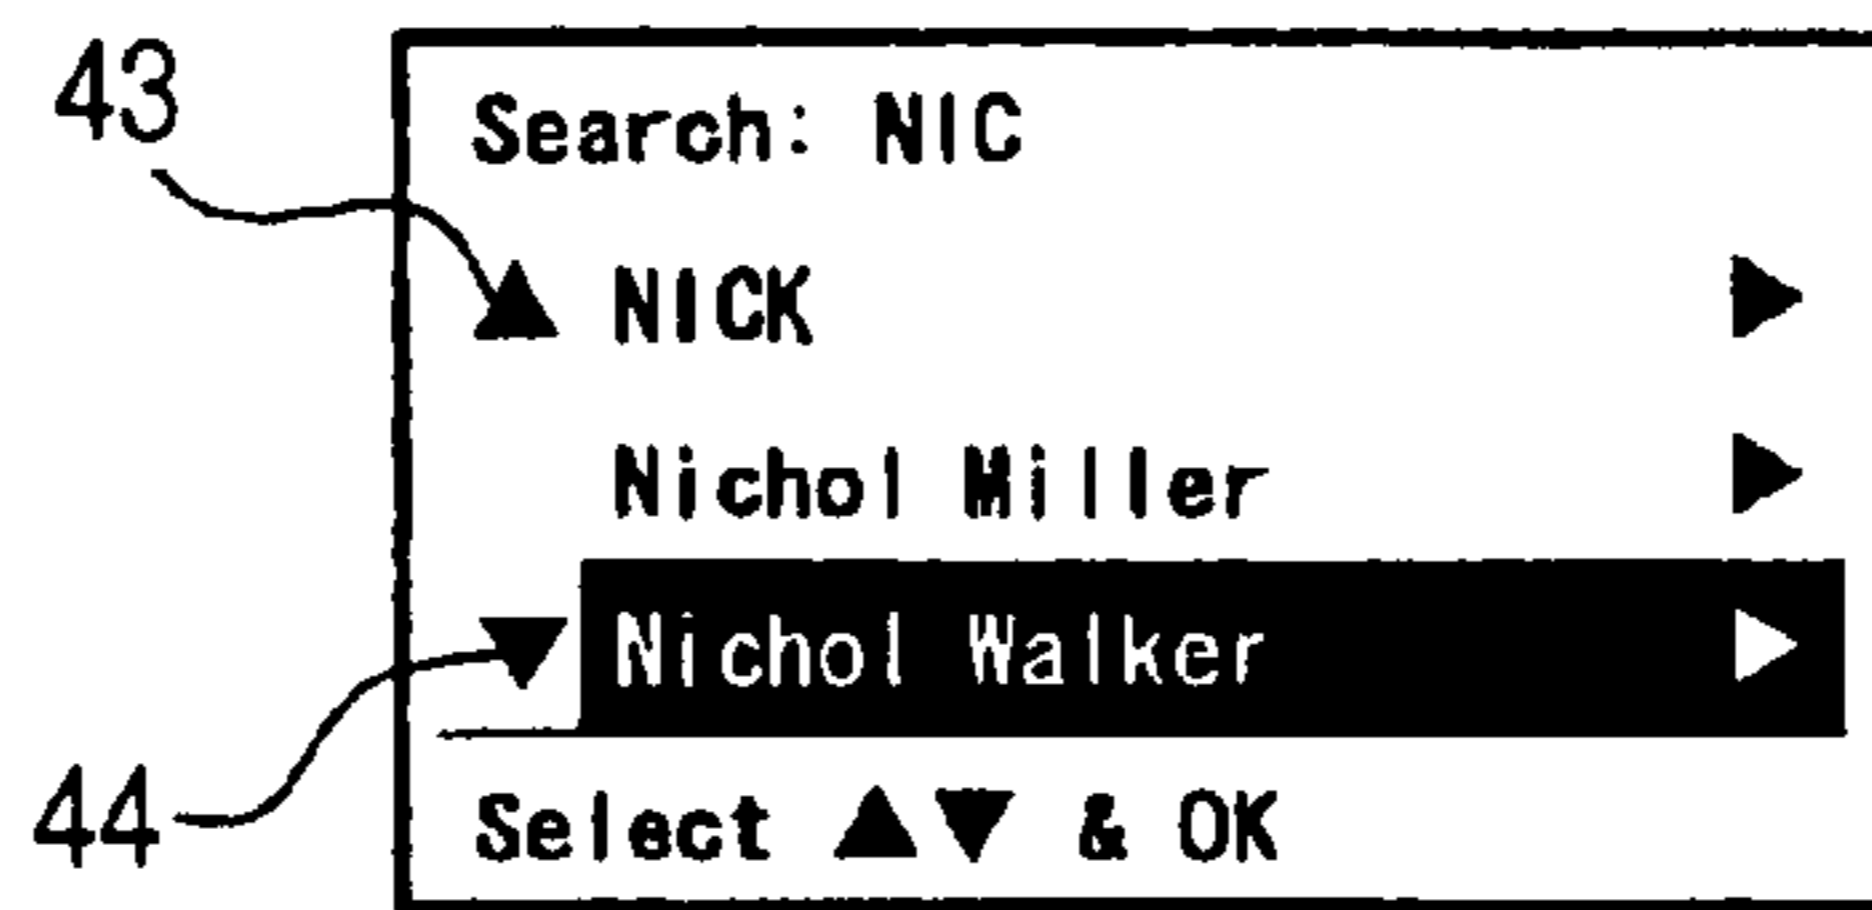 43
Search: NIC
▲ NICK ▶
Nichol Miller ▶
▼ Nichol Walker ▶
44
Select ▲▼ & OK